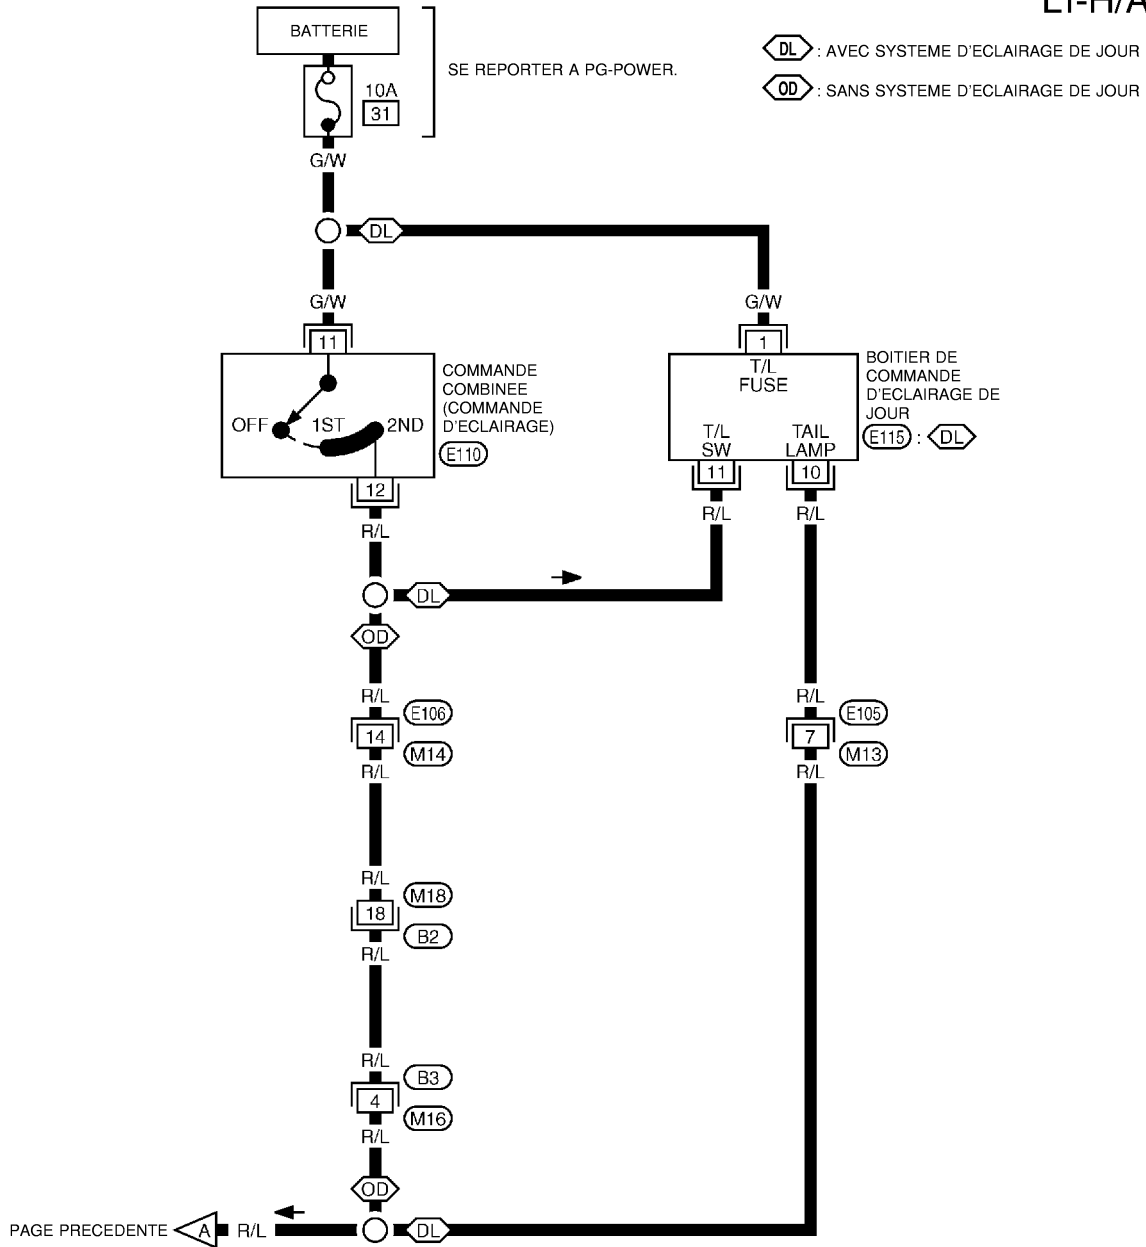 BATTERIE
SE REPORTER A PG-POWER.
DL : AVEC SYSTEME D'ECLAIRAGE DE JOUR
OD : SANS SYSTEME D'ECLAIRAGE DE JOUR
10A
31
G/W
DL
G/W
G/W
11
1
T/L
FUSE
BOITIER DE
COMMANDE
D'ECLAIRAGE DE
JOUR
E115 : DL
COMMANDE
COMBINEE
(COMMANDE
D'ECLAIRAGE)
E110
OFF
1ST
2ND
T/L
SW
TAIL
LAMP
12
11
10
R/L
R/L
R/L
DL
OD
R/L
E106
14
M14
R/L
R/L
E105
7
M13
R/L
R/L
M18
18
B2
R/L
R/L
B3
4
M16
R/L
OD
PAGE PRECEDENTE A R/L
DL